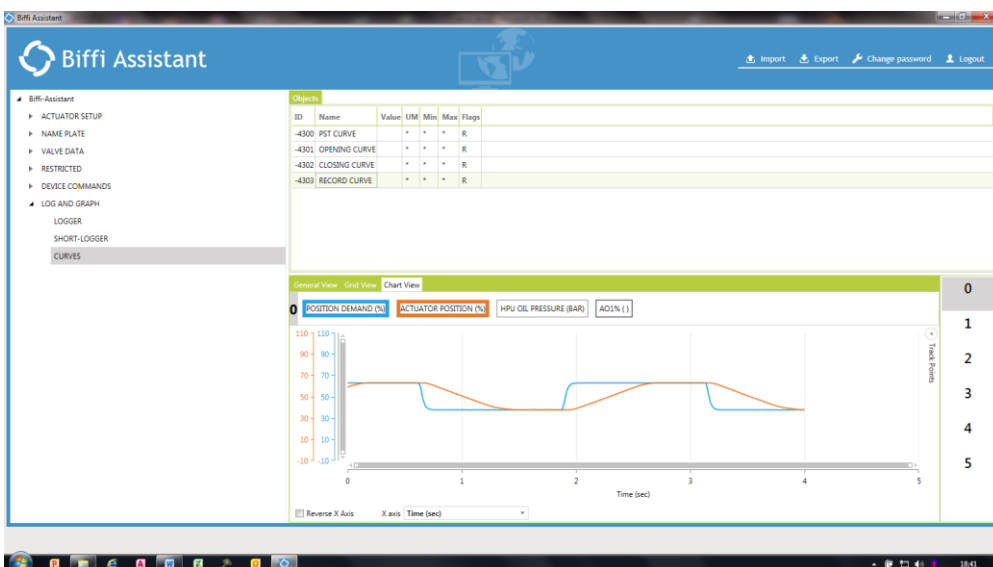 Biffi Assistant
Biffi Assistant
Import Export Change password Logout
Biffi-Assistant
ACTUATOR SETUP
NAME PLATE
VALVE DATA
RESTRICTED
DEVICE COMMANDS
LOG AND GRAPH
LOGGER
SHORT-LOGGER
CURVES
Objects
ID Name Value UM Min Max Flags
-4300 PST CURVE * * * R
-4301 OPENING CURVE * * * R
-4302 CLOSING CURVE * * * R
-4303 RECORD CURVE * * * R
General View Grid View Chart View
0 POSITION DEMAND (%) ACTUATOR POSITION (%) HPU OIL PRESSURE (BAR) AO1% ( )
110 110
90 90
70 70
50 50
30 30
10 10
-10 -10
0 1 2 3 4 5
Time (sec)
Track Points
Reverse X Axis X axis Time (sec)
0
1
2
3
4
5
18:41